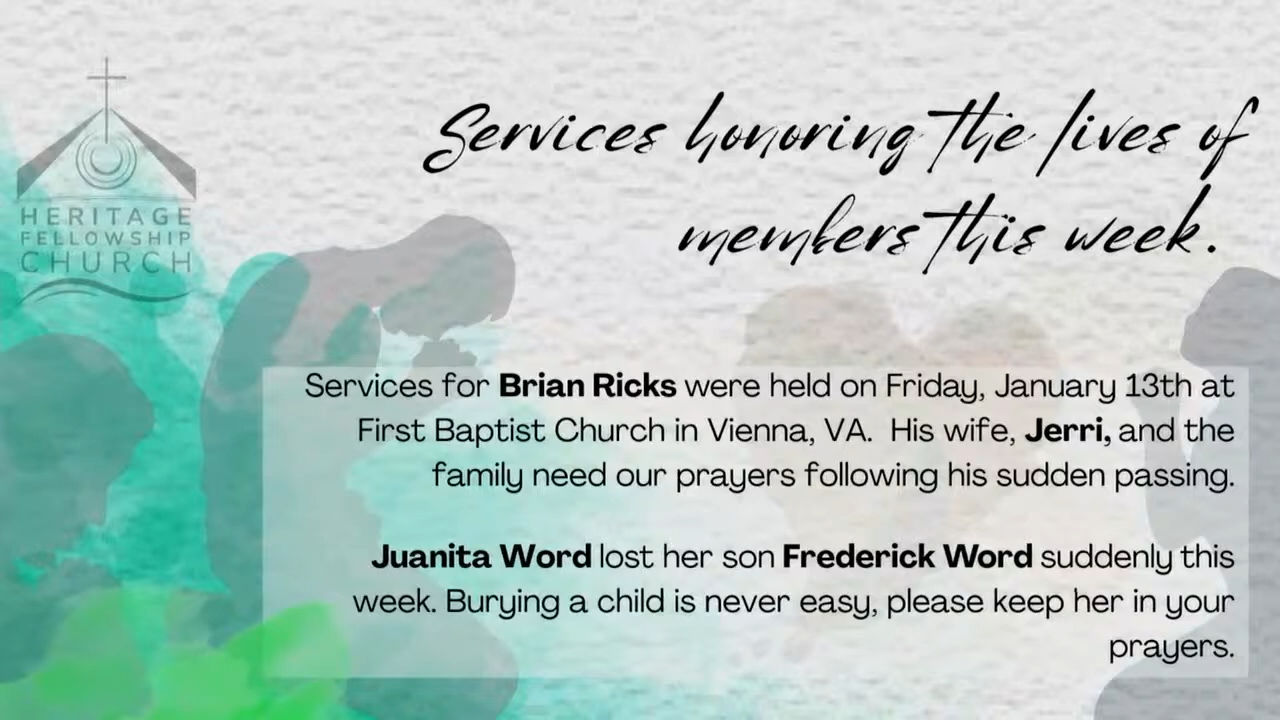 HERITAGE
FELLOWSHIP
CHURCH
Services honoring the lives of
members this week.
Services for Brian Ricks were held on Friday, January 13th at
First Baptist Church in Vienna, VA.  His wife, Jerri, and the
family need our prayers following his sudden passing.
Juanita Word lost her son Frederick Word suddenly this
week. Burying a child is never easy, please keep her in your
prayers.